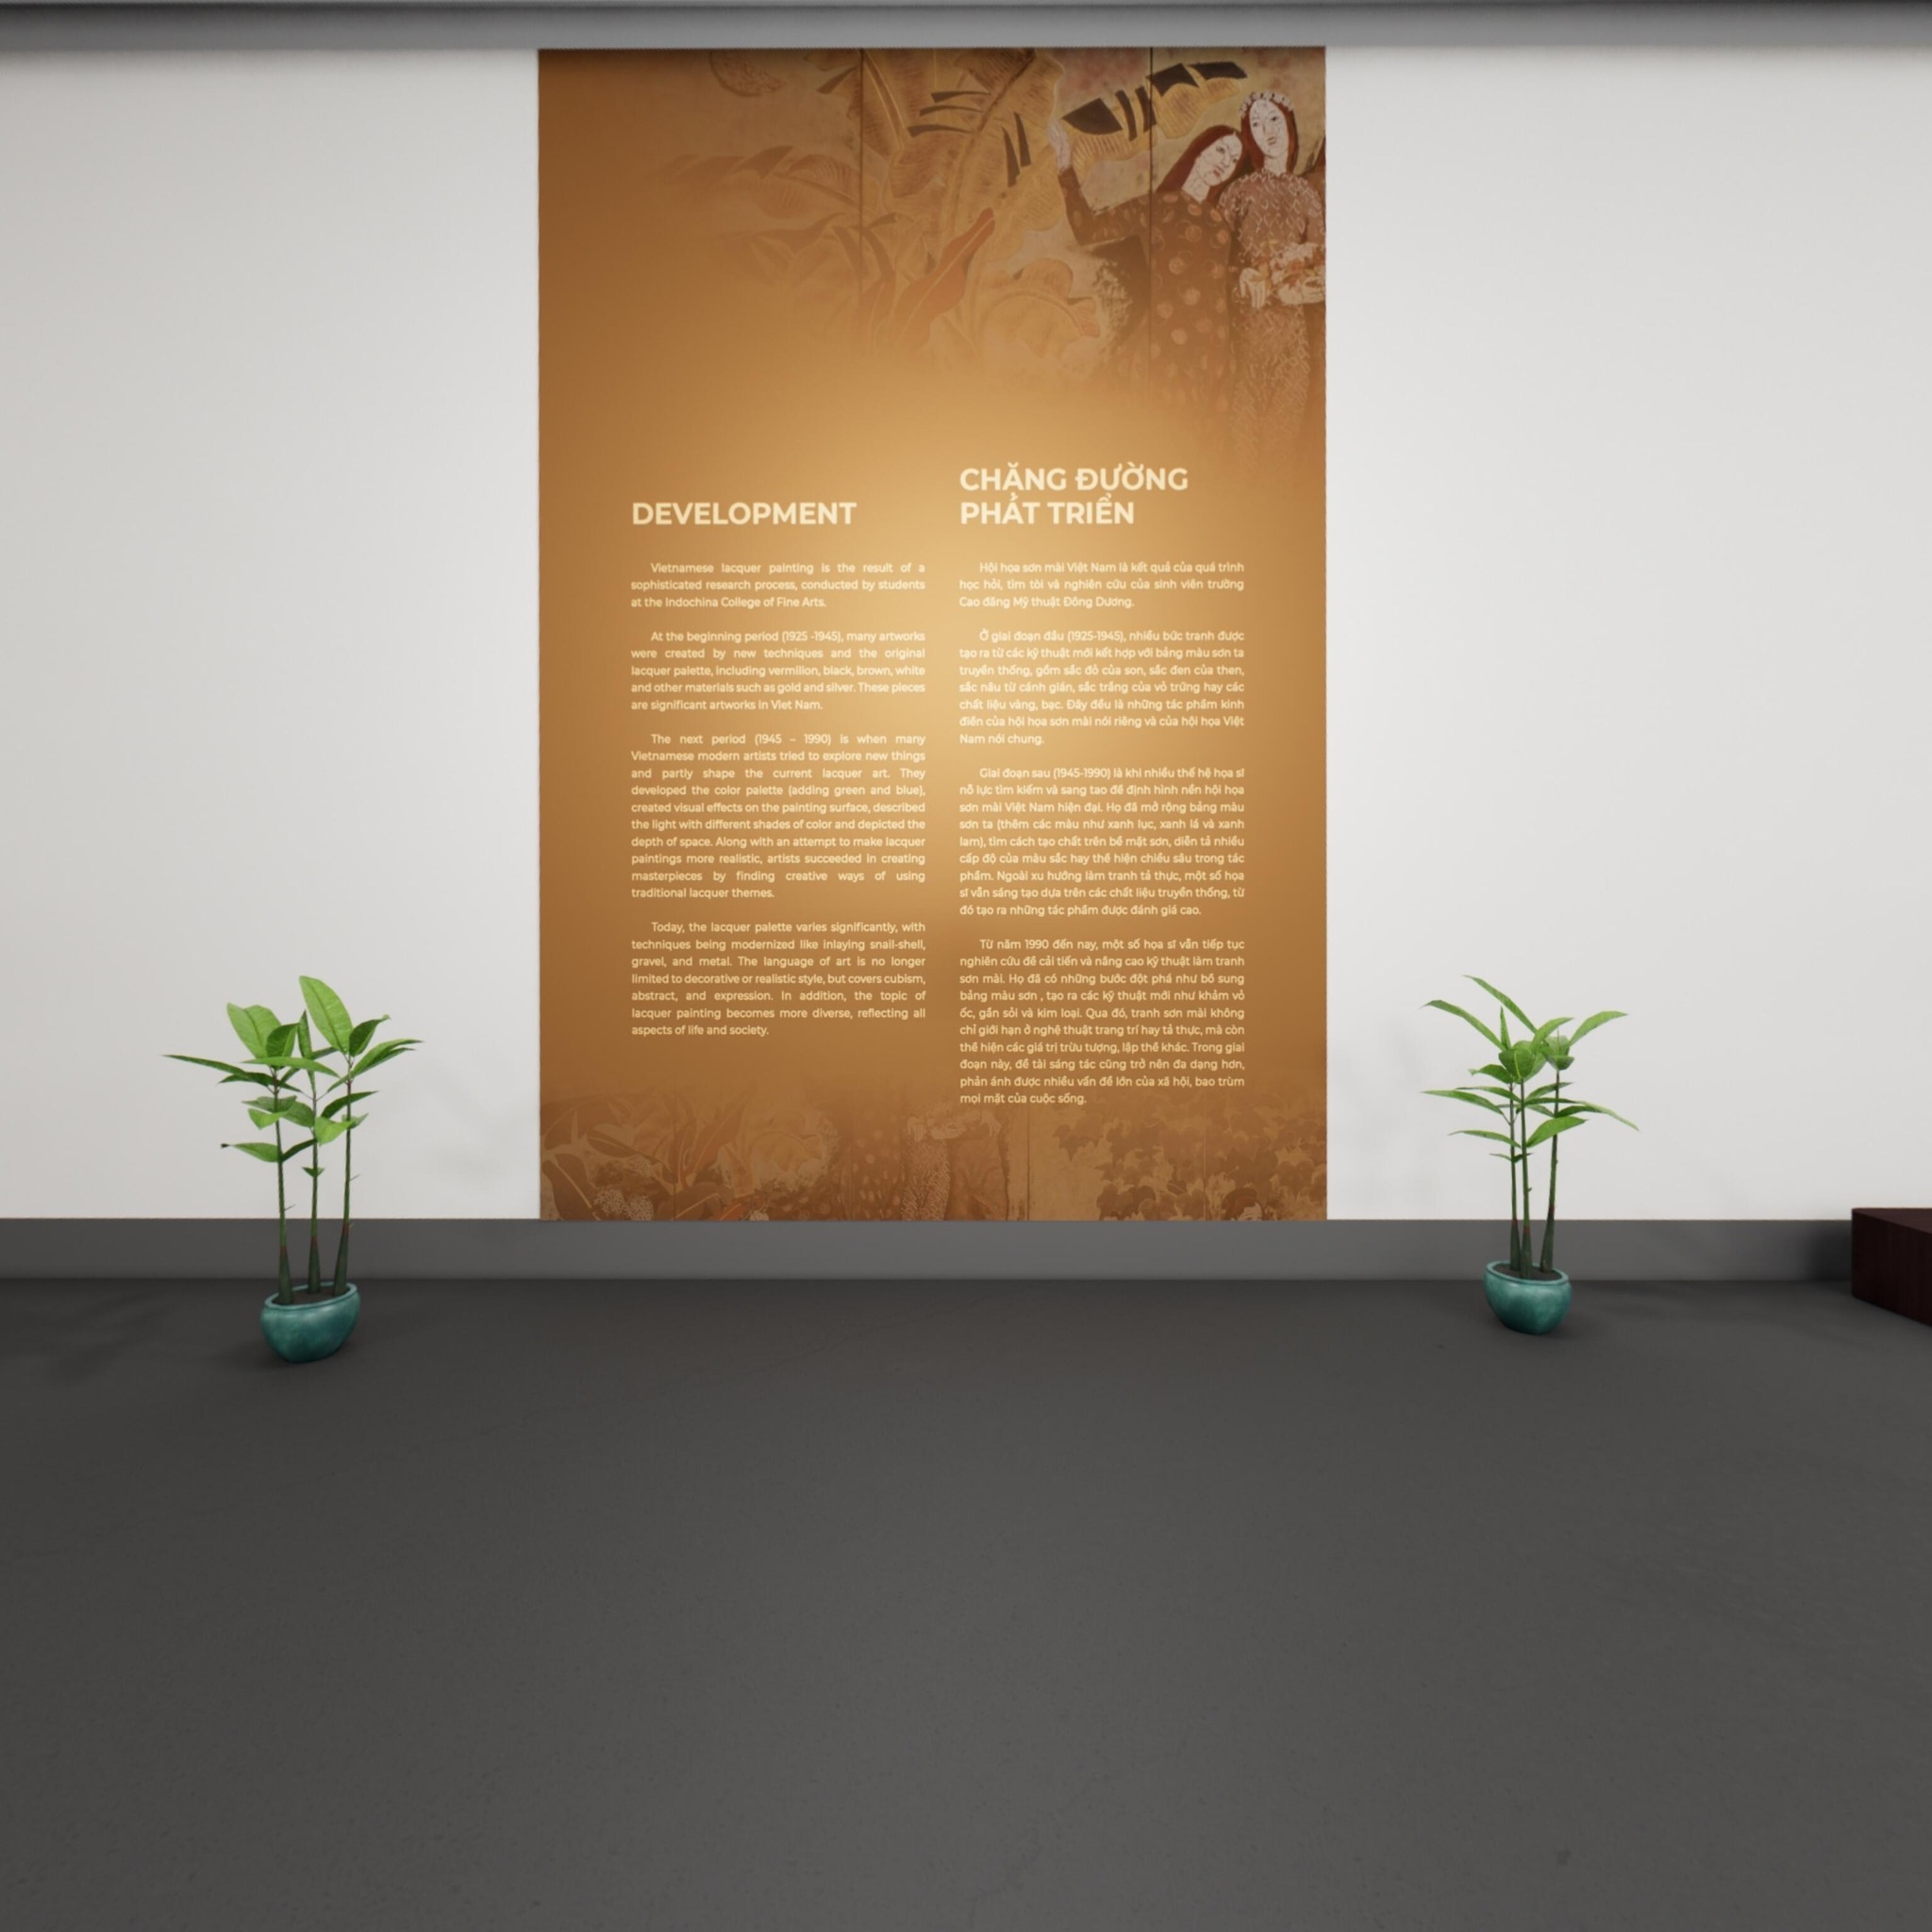 DEVELOPMENT
Vietnamese lacquer painting is the result of a
sophisticated research process, conducted by students
at the Indochina College of Fine Arts.
At the beginning period (1925 -1945), many artworks
were created by new techniques and the original
lacquer palette, including vermilion, black, brown, white
and other materials such as gold and silver. These pieces
are significant artworks in Viet Nam.
The next period (1945 – 1990) is when many
Vietnamese modern artists tried to explore new things
and partly shape the current lacquer art. They
developed the color palette (adding green and blue),
created visual effects on the painting surface, described
the light with different shades of color and depicted the
depth of space. Along with an attempt to make lacquer
paintings more realistic, artists succeeded in creating
masterpieces by finding creative ways of using
traditional lacquer themes.
Today, the lacquer palette varies significantly, with
techniques being modernized like inlaying snail-shell,
gravel, and metal. The language of art is no longer
limited to decorative or realistic style, but covers cubism,
abstract, and expression. In addition, the topic of
lacquer painting becomes more diverse, reflecting all
aspects of life and society.
CHẶNG ĐƯỜNG
PHÁT TRIỂN
Hội họa sơn mài Việt Nam là kết quả của quá trình
học hỏi, tìm tòi và nghiên cứu của sinh viên trường
Cao đẳng Mỹ thuật Đông Dương.
Ở giai đoạn đầu (1925-1945), nhiều bức tranh được
tạo ra từ các kỹ thuật mới kết hợp với bảng màu sơn ta
truyền thống, gồm sắc đỏ của son, sắc đen của then,
sắc nâu từ cánh gián, sắc trắng của vỏ trứng hay các
chất liệu vàng, bạc. Đây đều là những tác phẩm kinh
điển của hội họa sơn mài nói riêng và của hội họa Việt
Nam nói chung.
Giai đoạn sau (1945-1990) là khi nhiều thế hệ họa sĩ
nỗ lực tìm kiếm và sang tạo để định hình nền hội họa
sơn mài Việt Nam hiện đại. Họ đã mở rộng bảng màu
sơn ta (thêm các màu như xanh lục, xanh lá và xanh
lam), tìm cách tạo chất trên bề mặt sơn, diễn tả nhiều
cấp độ của màu sắc hay thể hiện chiều sâu trong tác
phẩm. Ngoài xu hướng làm tranh tả thực, một số họa
sĩ vẫn sáng tạo dựa trên các chất liệu truyền thống, từ
đó tạo ra những tác phẩm được đánh giá cao.
Từ năm 1990 đến nay, một số họa sĩ vẫn tiếp tục
nghiên cứu để cải tiến và nâng cao kỹ thuật làm tranh
sơn mài. Họ đã có những bước đột phá như bổ sung
bảng màu sơn , tạo ra các kỹ thuật mới như khảm vỏ
ốc, gắn sỏi và kim loại. Qua đó, tranh sơn mài không
chỉ giới hạn ở nghệ thuật trang trí hay tả thực, mà còn
thể hiện các giá trị trừu tượng, lập thể khác. Trong giai
đoạn này, đề tài sáng tác cũng trở nên đa dạng hơn,
phản ánh được nhiều vấn đề lớn của xã hội, bao trùm
mọi mặt của cuộc sống.